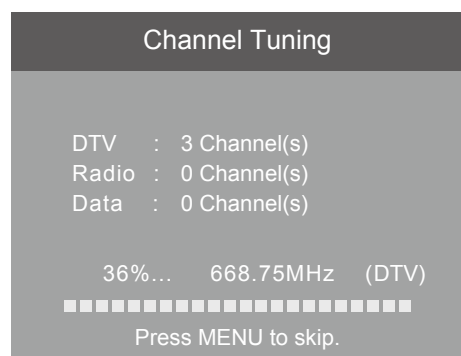 Channel Tuning
DTV : 3 Channel(s)
Radio : 0 Channel(s)
Data : 0 Channel(s)
36%... 668.75MHz (DTV)
Press MENU to skip.